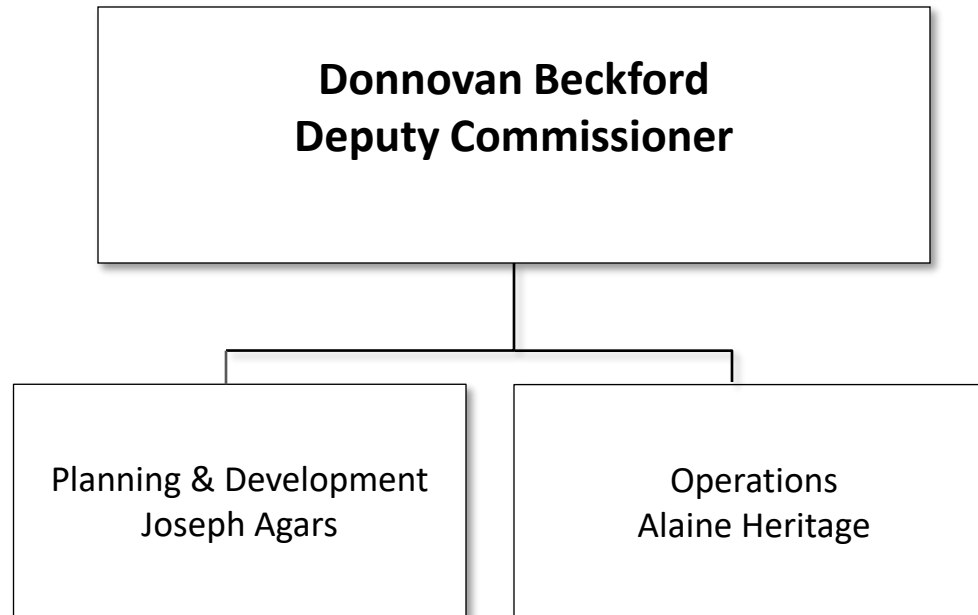 Donnovan Beckford
Deputy Commissioner
Planning & Development
Joseph Agars
Operations
Alaine Heritage